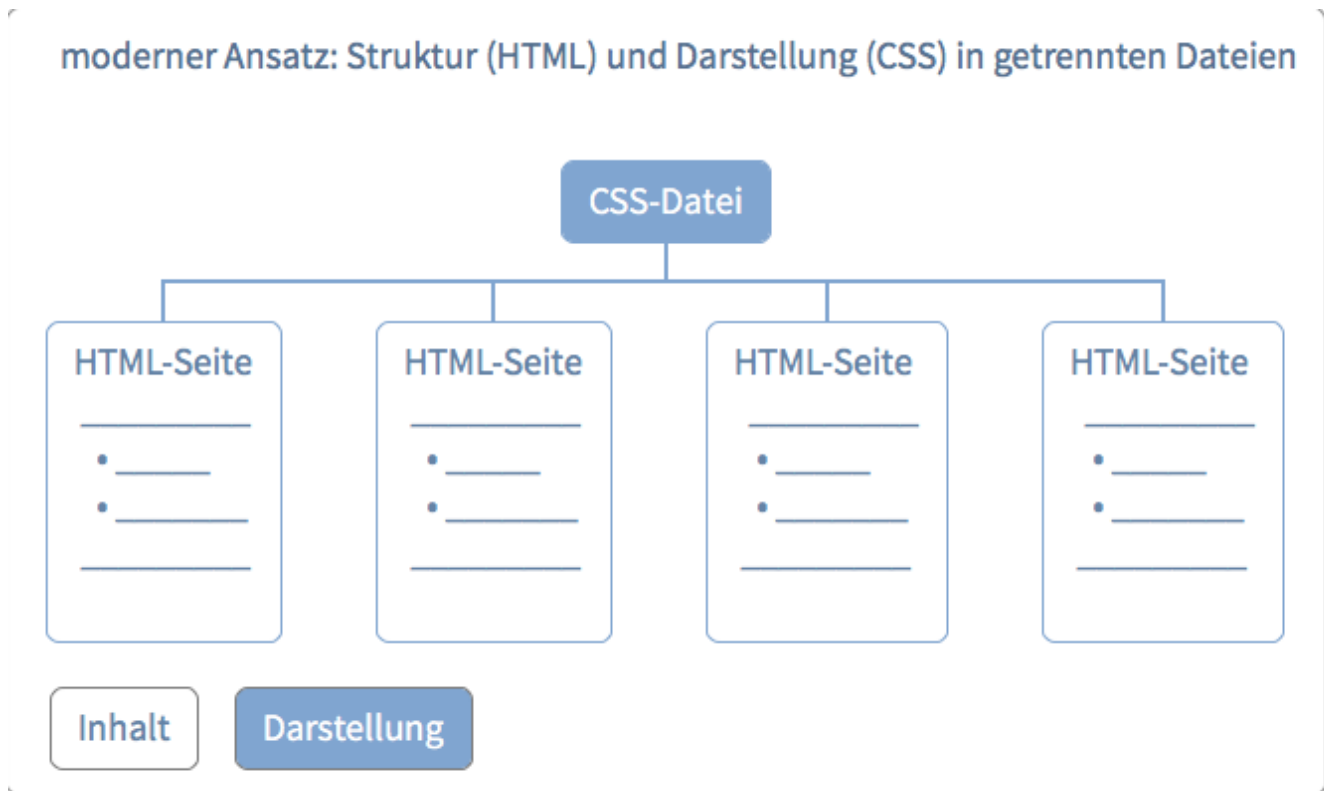 moderner Ansatz: Struktur (HTML) und Darstellung (CSS) in getrennten Dateien
CSS-Datei
HTML-Seite
HTML-Seite
HTML-Seite
HTML-Seite
Inhalt
Darstellung